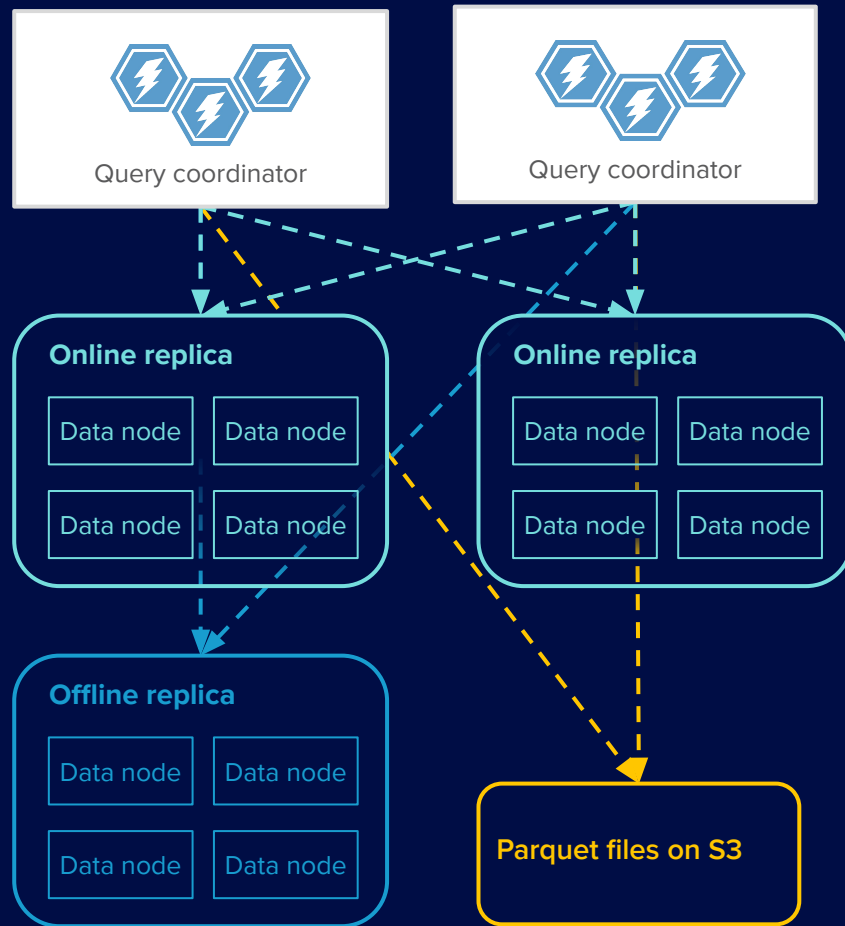 Query coordinator
Query coordinator
Online replica
Data node
Data node
Data node
Data node
Online replica
Data node
Data node
Data node
Data node
Offline replica
Data node
Data node
Data node
Data node
Parquet files on S3